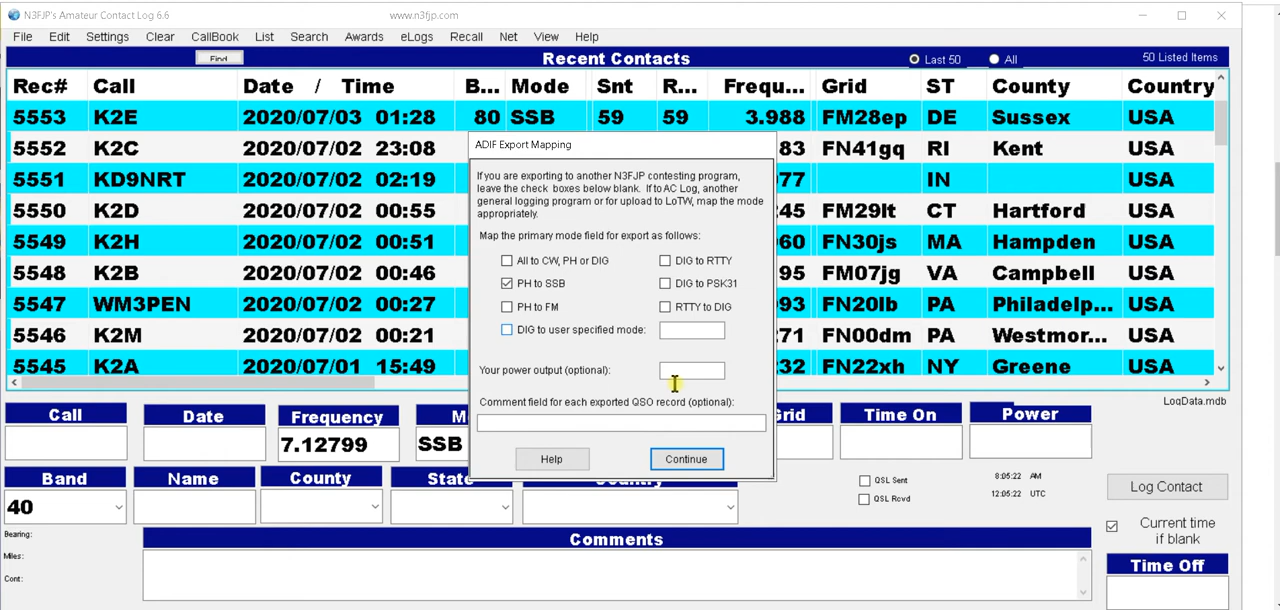 N3FJP's Amateur Contact Log 6.6 www.n3fjp.com
File Edit Settings Clear CallBook List Search Awards eLogs Recall Net View Help
Find Recent Contacts Last 50 All 50 Listed Items
Rec# Call Date / Time B... Mode Snt R... Frequ... Grid ST County Country
5553 K2E 2020/07/03 01:28 80 SSB 59 59 3.988 FM28ep DE Sussex USA
5552 K2C 2020/07/02 23:08 83 FN41gq RI Kent USA
5551 KD9NRT 2020/07/02 02:19 77 IN USA
5550 K2D 2020/07/02 00:55 45 FM29lt CT Hartford USA
5549 K2H 2020/07/02 00:51 60 FN30js MA Hampden USA
5548 K2B 2020/07/02 00:46 95 FM07jg VA Campbell USA
5547 WM3PEN 2020/07/02 00:27 93 FN20lb PA Philadelp... USA
5546 K2M 2020/07/02 00:21 71 FN00dm PA Westmor... USA
5545 K2A 2020/07/01 15:49 32 FN22xh NY Greene USA
ADIF Export Mapping
If you are exporting to another N3FJP contesting program,
leave the check boxes below blank. If to AC Log, another
general logging program or for upload to LoTW, map the mode
appropriately.
Map the primary mode field for export as follows:
All to CW, PH or DIG DIG to RTTY
PH to SSB DIG to PSK31
PH to FM RTTY to DIG
DIG to user specified mode:
Your power output (optional):
Comment field for each exported QSO record (optional):
Help Continue
LogData.mdb
Call Date Frequency Grid Time On Power
7.12799 SSB
Band Name County State Country
40
QSL Sent
QSL Rcvd
8:05:22 AM
12:05:22 UTC
Log Contact
Current time
if blank
Time Off
Bearing:
Miles:
Cont:
Comments